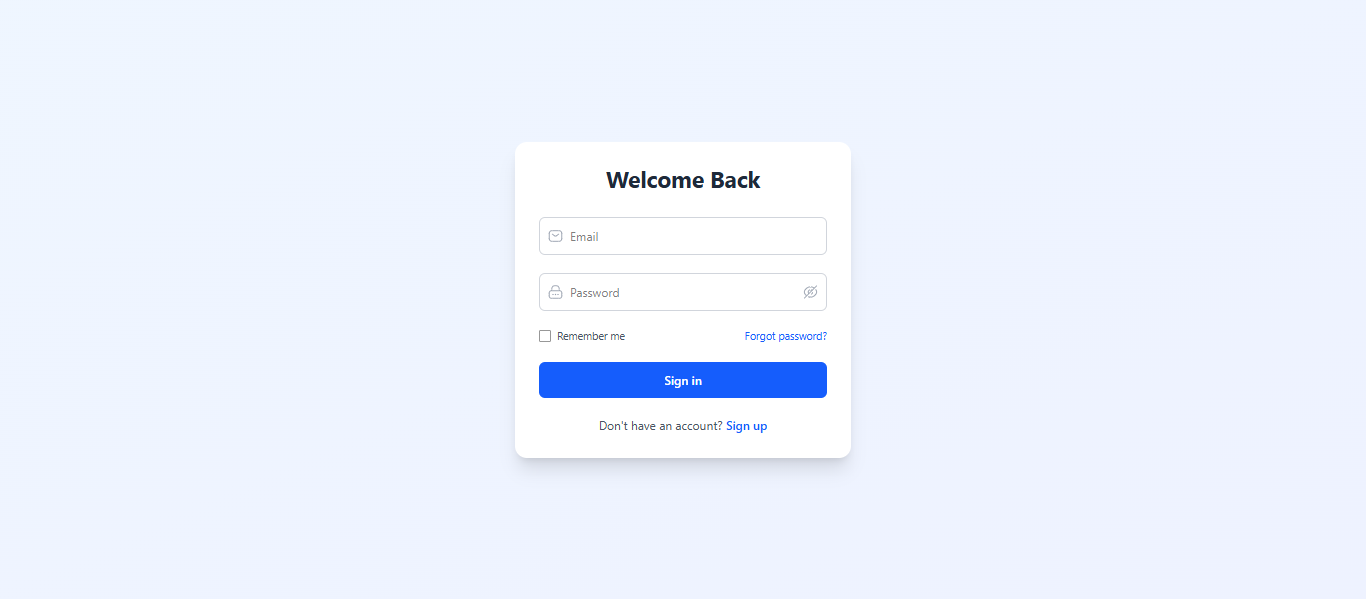 Welcome Back
Email
Password
Remember me
Forgot password?
Sign in
Don't have an account? Sign up